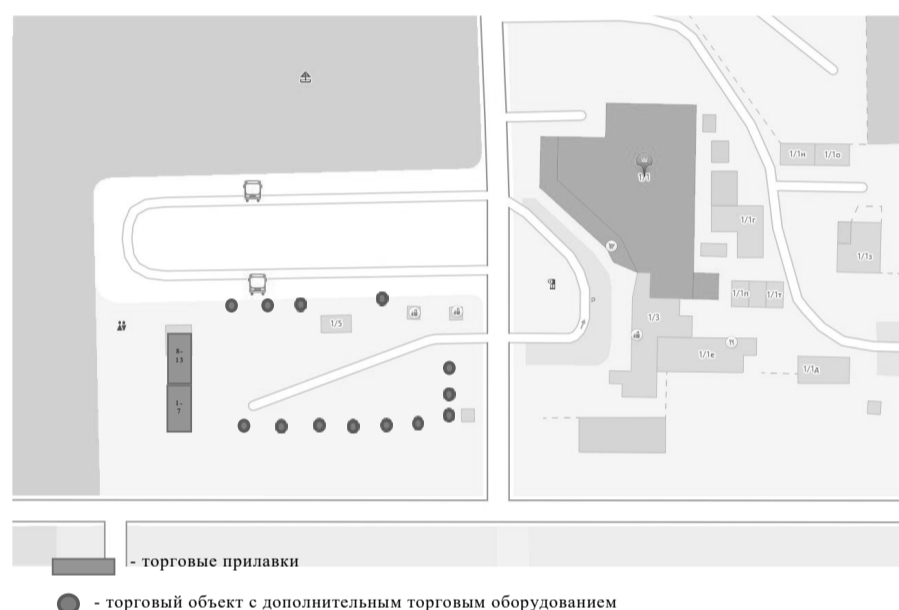 1/1
1/1н
1/1о
1/1г
1/1з
1/1п
1/1т
P
1/5
1/3
8-
13
1/1е
1/1д
1-
7
- торговые прилавки
- торговый объект с дополнительным торговым оборудованием